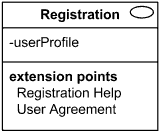 Registration
-userProfile
extension points
Registration Help
User Agreement